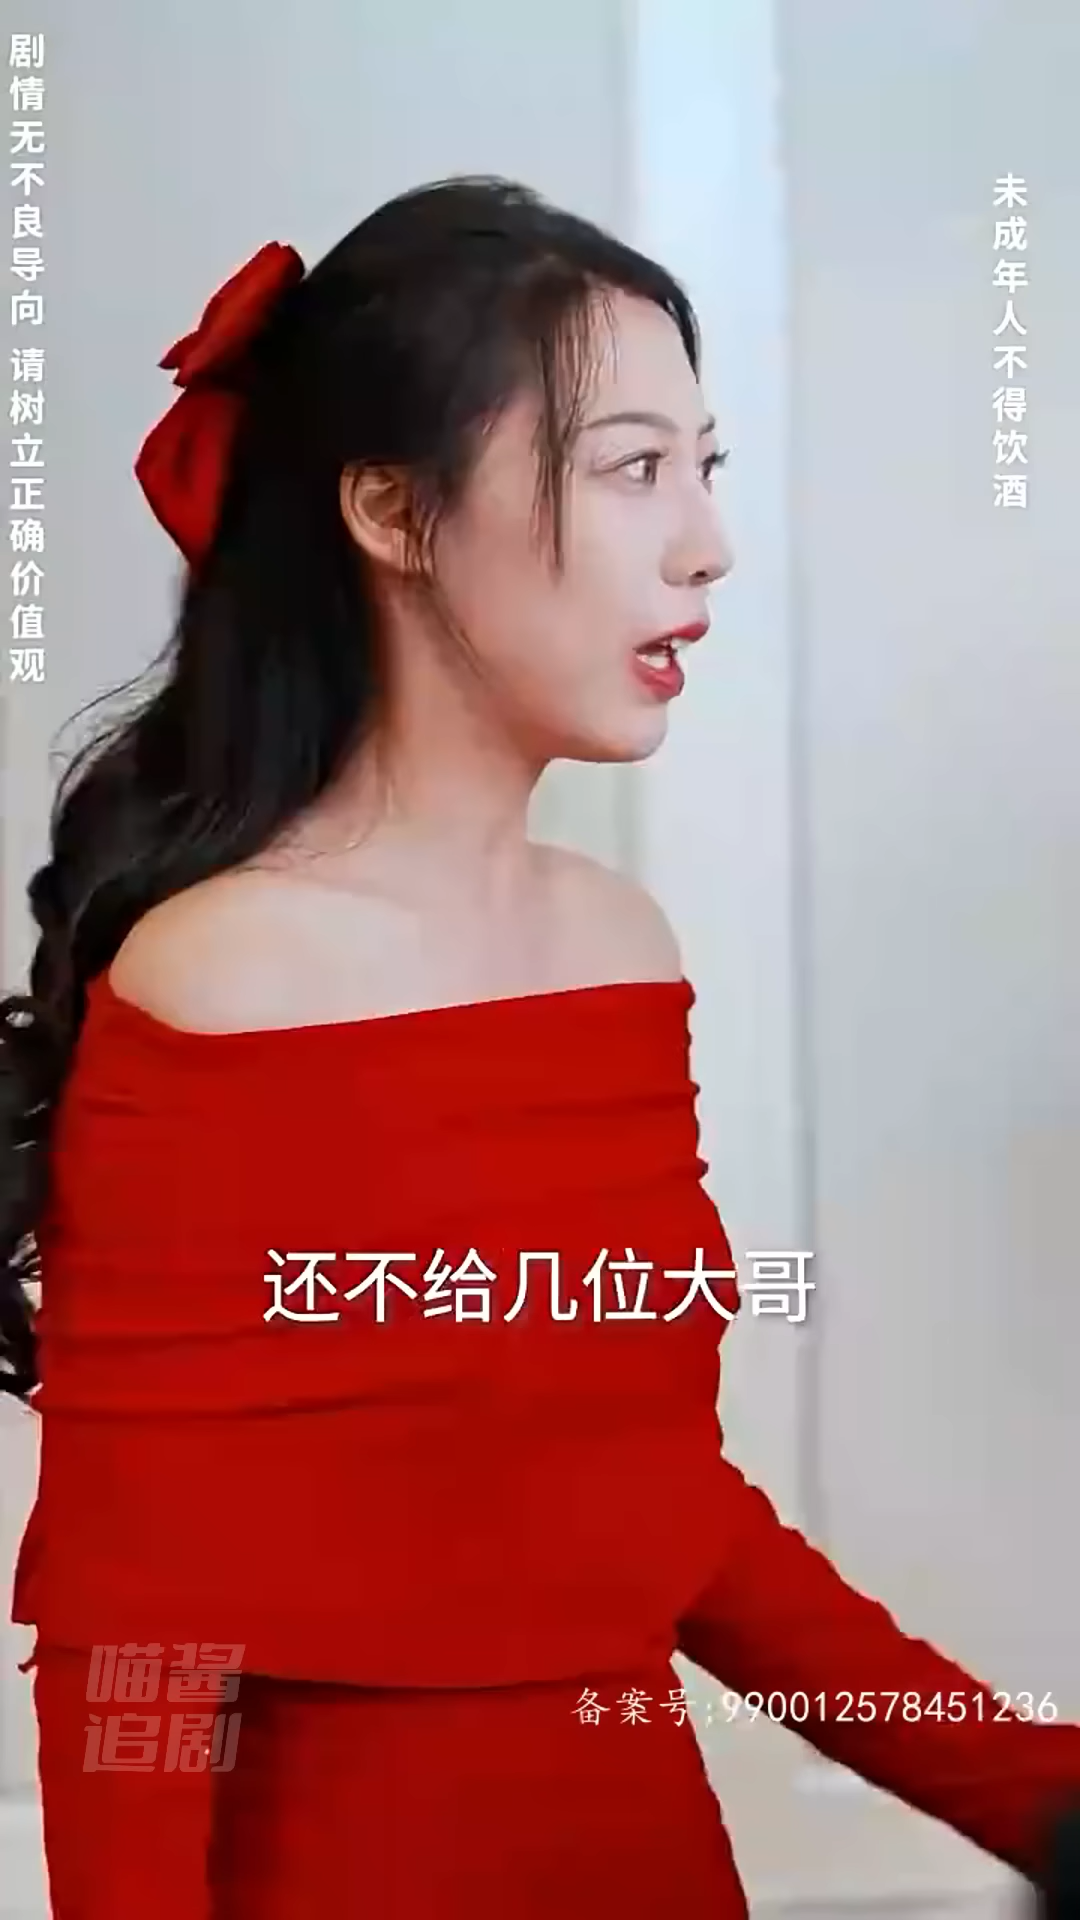 剧情无不良导向 请树立正确价值观
未成年人不得饮酒
还不给几位大哥
喵酱
追剧
备案号:990012578451236